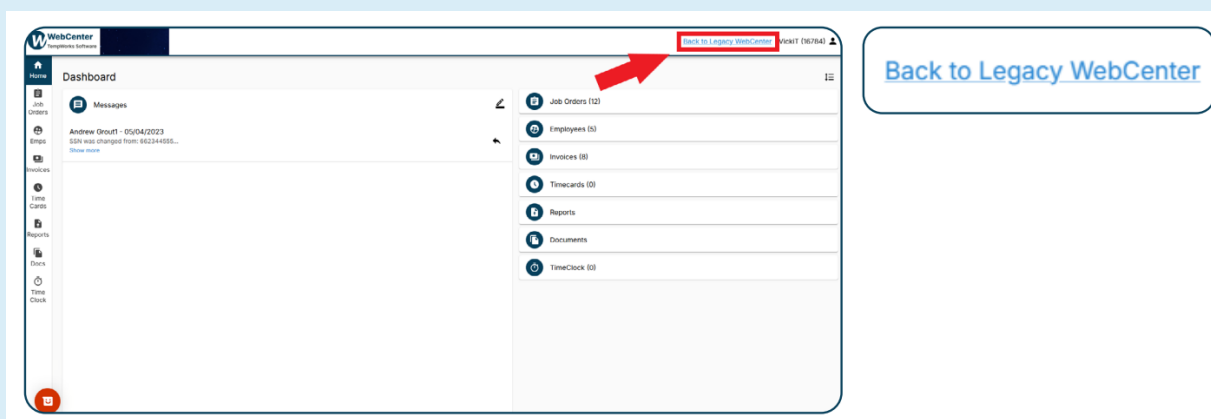 WebCenter
TempWorks Software
Back to Legacy WebCenter
VickiT (16784)
Home
Dashboard
Job
Orders
Emps
Invoices
Time
Cards
Reports
Docs
Time
Clock
Messages
Andrew Grout1 - 05/04/2023
SSN was changed from: 662344555...
Show more
Job Orders (12)
Employees (5)
Invoices (8)
Timecards (0)
Reports
Documents
TimeClock (0)
Back to Legacy WebCenter